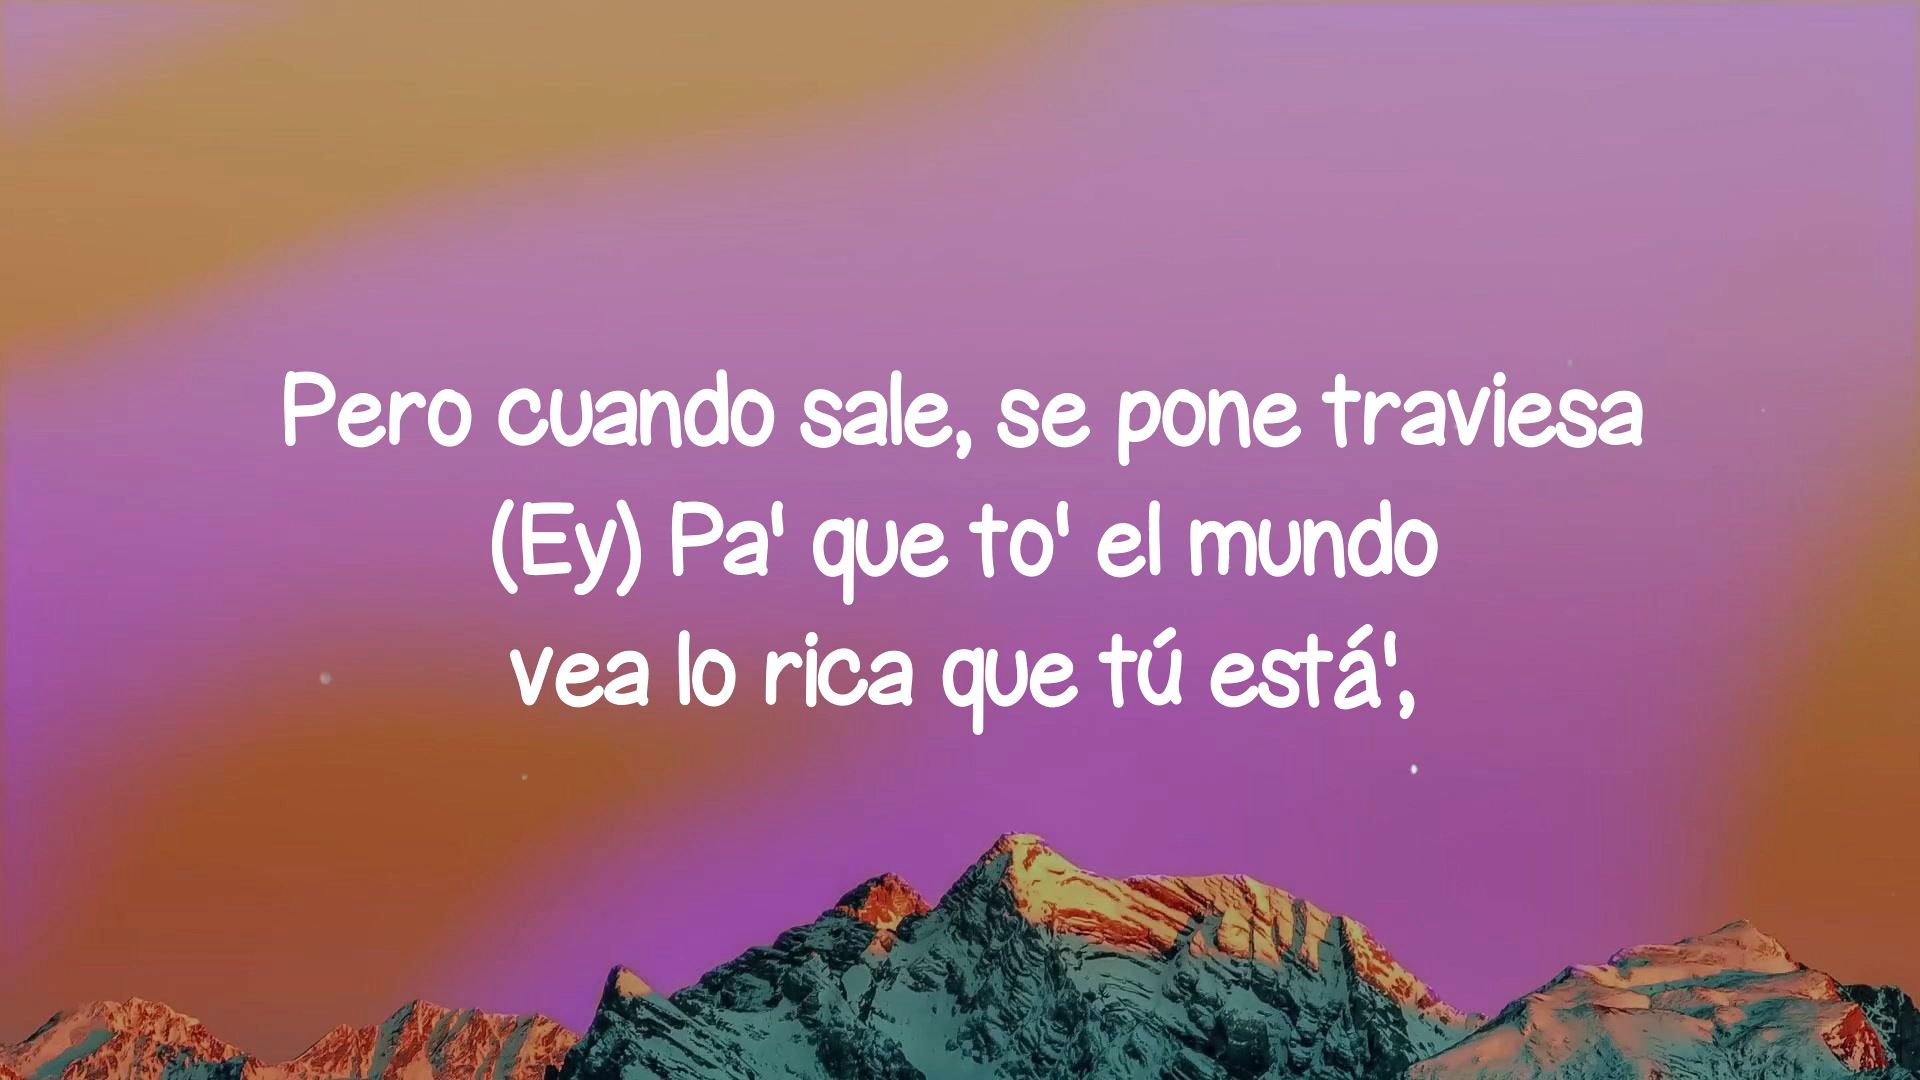 Pero cuando sale, se pone traviesa
(Ey) Pa' que to' el mundo
vea lo rica que tú está',